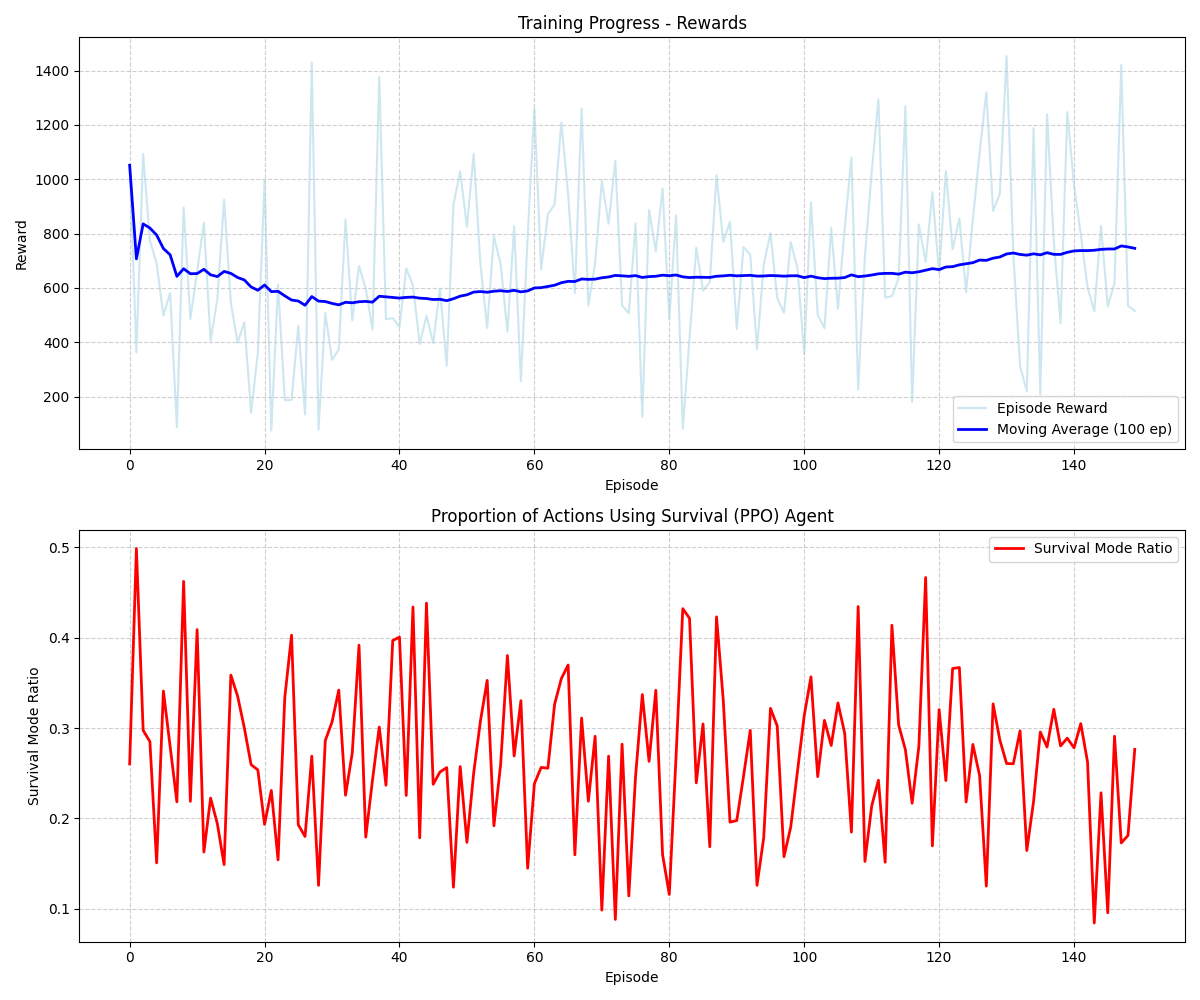 Training Progress - Rewards
Reward
1400
1200
1000
800
600
400
200
Episode Reward
Moving Average (100 ep)
0 20 40 60 80 100 120 140
Episode
Proportion of Actions Using Survival (PPO) Agent
Survival Mode Ratio
0.5
0.4
0.3
0.2
0.1
Survival Mode Ratio
0 20 40 60 80 100 120 140
Episode